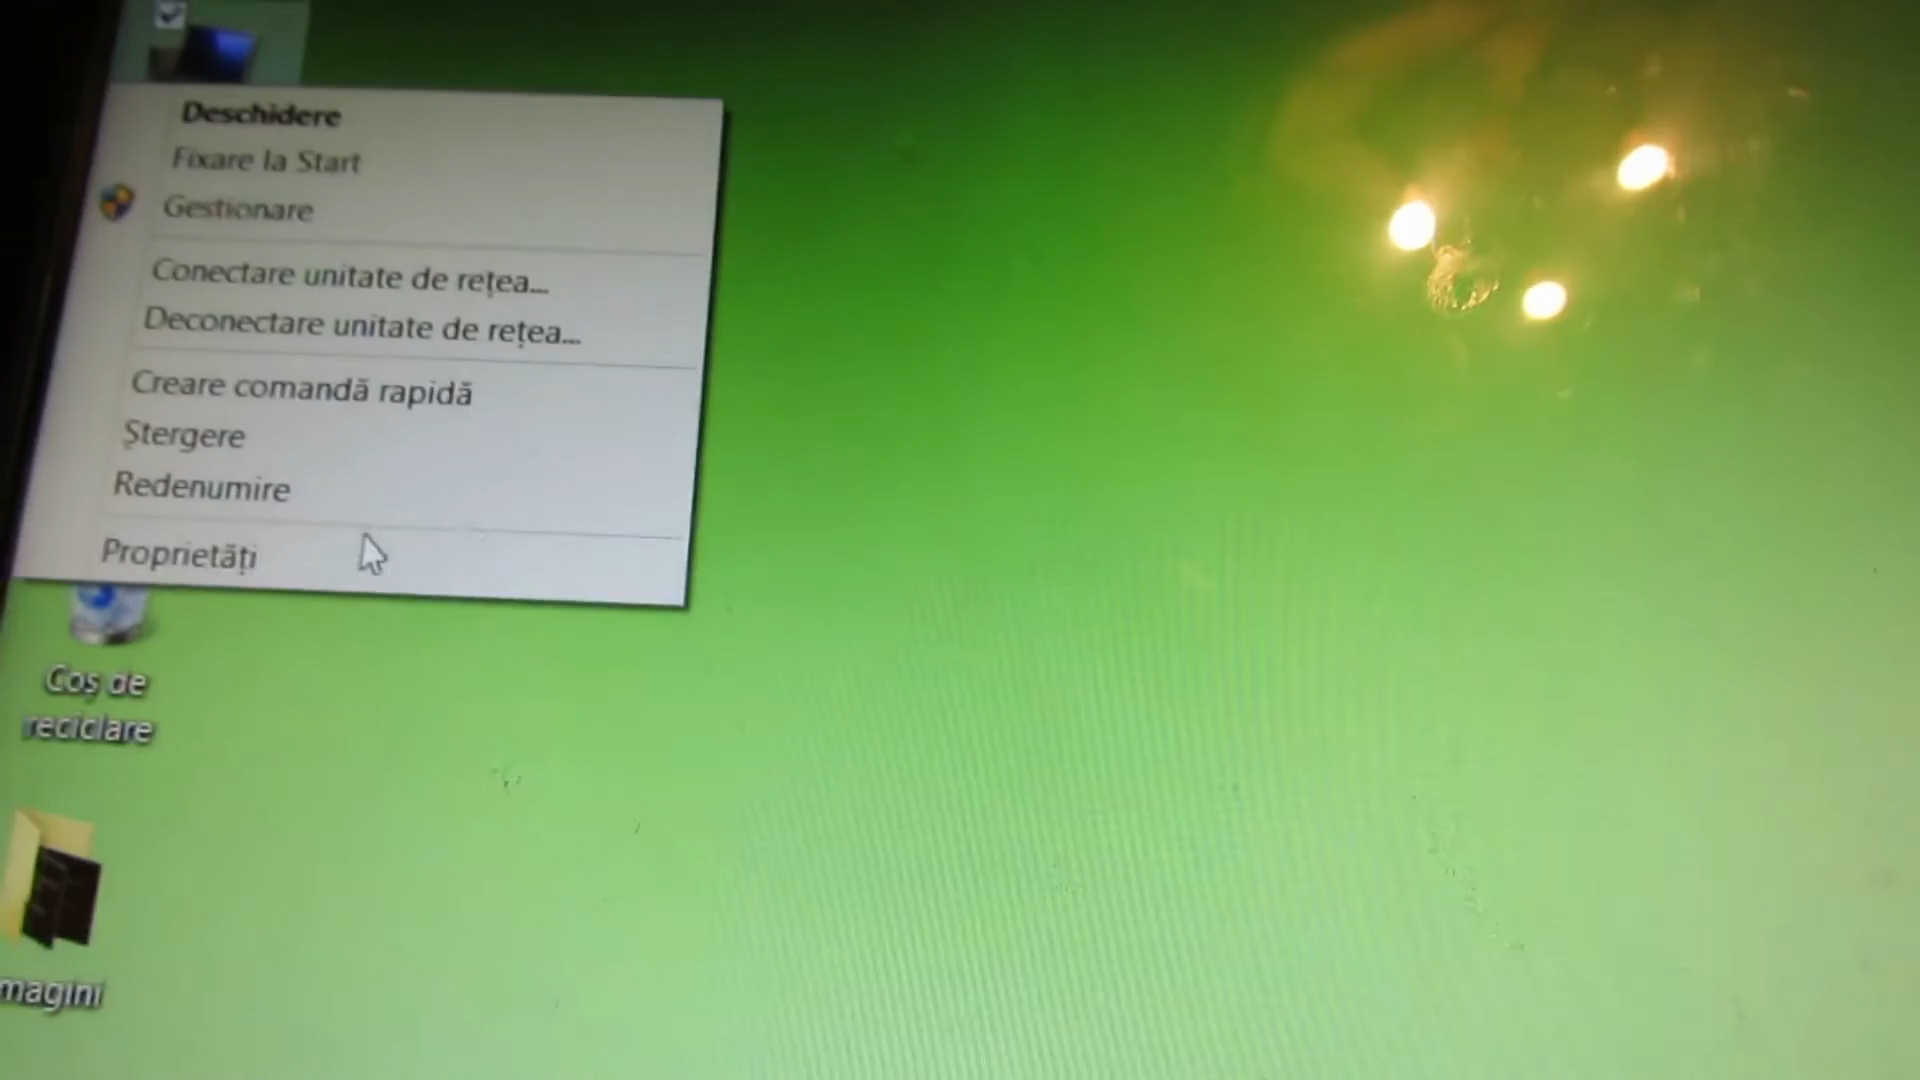 Deschidere
Fixare la Start
Gestionare
Conectare unitate de rețea...
Deconectare unitate de rețea...
Creare comandă rapidă
Ștergere
Redenumire
Proprietăți
Coș de
reciclare
magini